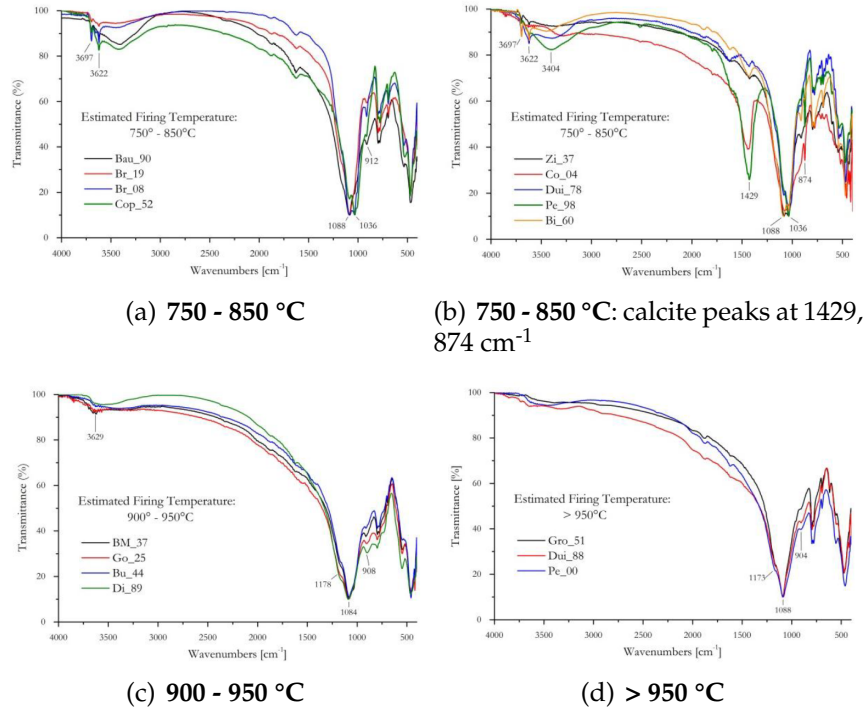 100
80
60
40
20
0
Transmirtance (%)
3697
3622
Estimated Firing Temperature:
750° - 850°C
Bau_90
Br_19
Br_08
Cop_52
912
1088
1036
4000 3500 3000 2500 2000 1500 1000 500
Wavenumbers [cm-1]
(a) 750 - 850 °C
100
80
60
40
20
0
Transmirtance (%)
3697
3622
3404
Estimated Firing Temperature:
750° - 850°C
Zi_37
Co_04
Dui_78
Pe_98
Bi_60
1429
874
1088
1036
4000 3500 3000 2500 2000 1500 1000 500
Wavenumbers [cm-1]
(b) 750 - 850 °C: calcite peaks at 1429,
874 cm-1
100
80
60
40
20
0
Transmittance (%)
3629
Estimated Firing Temperature:
900° - 950°C
BM_37
Go_25
Bu_44
Di_89
1178
908
1084
4000 3500 3000 2500 2000 1500 1000 500
Wavenumbers [cm-1]
(c) 900 - 950 °C
100
80
60
40
20
0
Trasmittance [%]
Estimated Firing Temperature:
> 950°C
Gro_51
Dui_88
Pe_00
1173
904
1088
4000 3500 3000 2500 2000 1500 1000 500
Wavenumbers [cm-1]
(d) > 950 °C